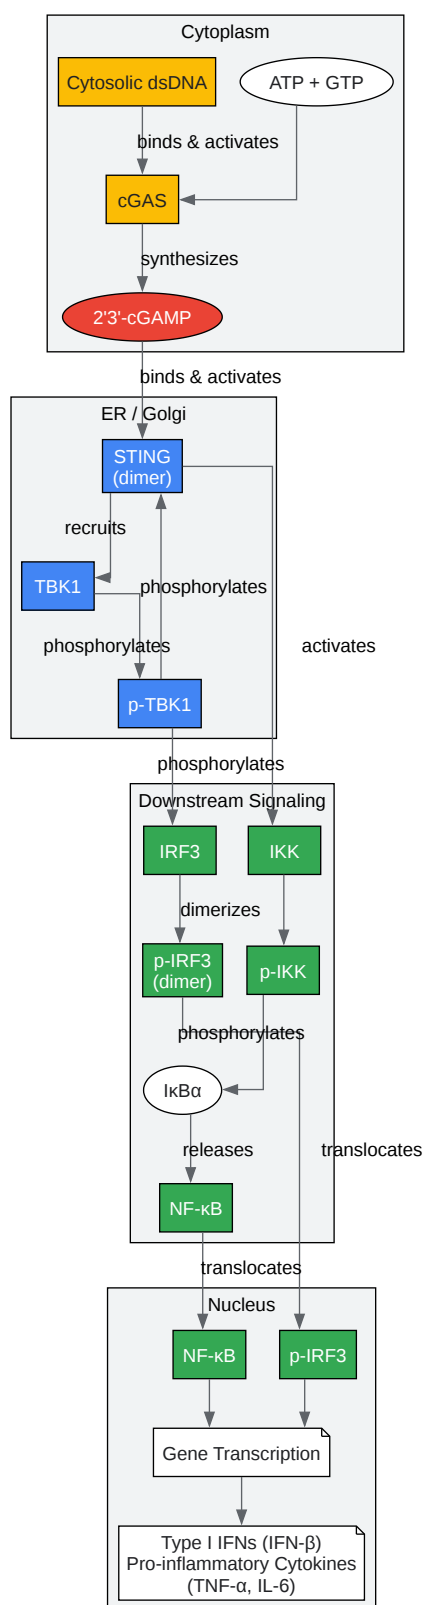 Cytoplasm
Cytosolic dsDNA
ATP + GTP
binds & activates
cGAS
synthesizes
2'3'-cGAMP
binds & activates
ER / Golgi
STING
(dimer)
recruits
TBK1
phosphorylates
phosphorylates
activates
p-TBK1
phosphorylates
Downstream Signaling
IRF3
IKK
dimerizes
p-IRF3
(dimer)
p-IKK
phosphorylates
IκBα
releases
translocates
NF-κB
translocates
Nucleus
NF-κB
p-IRF3
Gene Transcription
Type I IFNs (IFN-β)
Pro-inflammatory Cytokines
(TNF-α, IL-6)